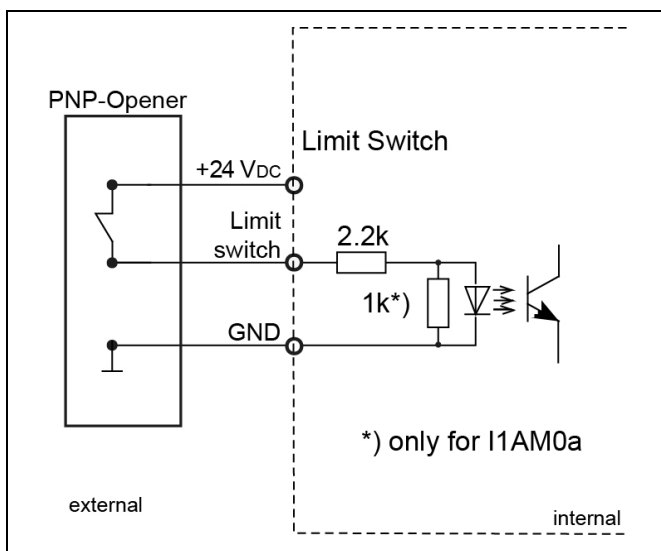 PNP-Opener
Limit Switch
+24 VDC
Limit
switch
2.2k
1k*)
GND
*) only for I1AM0a
external
internal